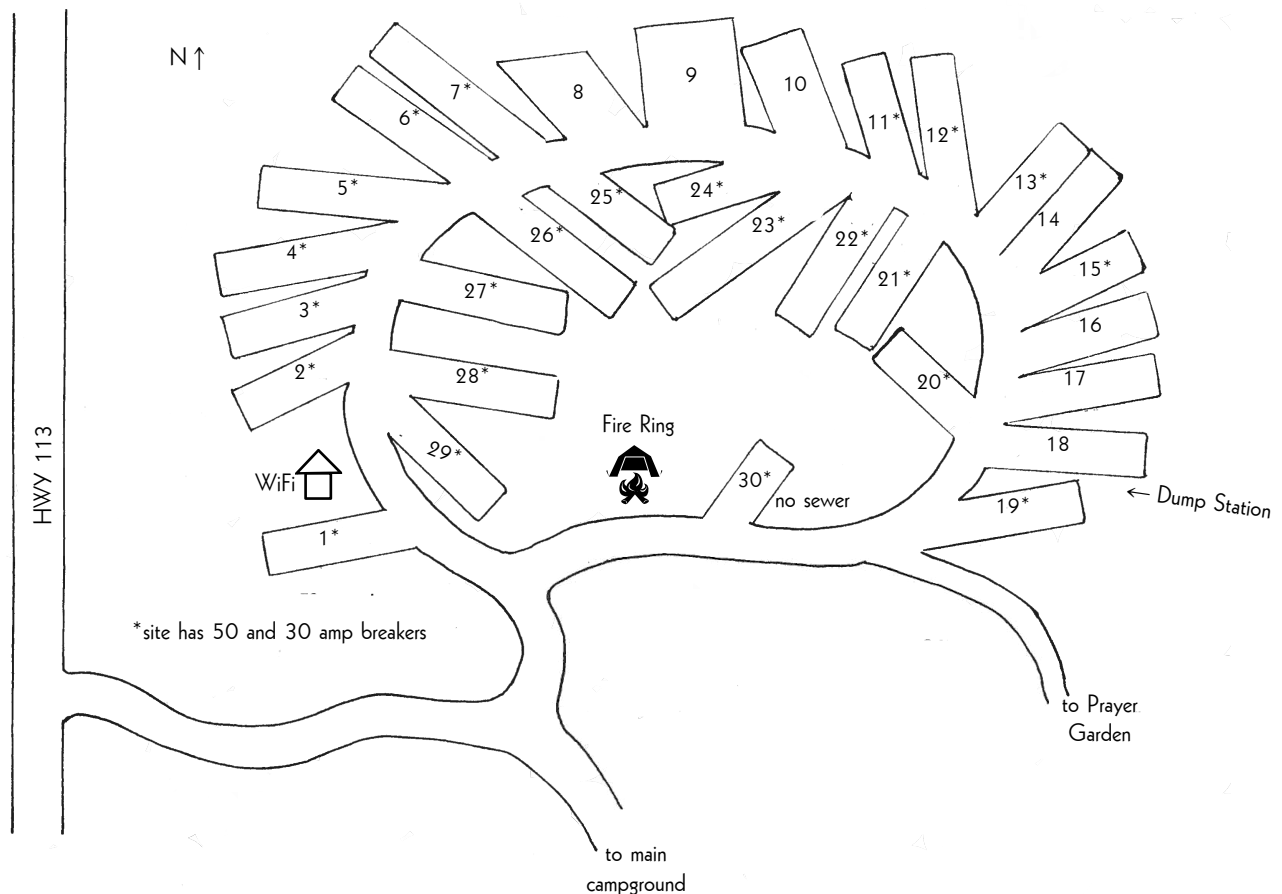 N↑
7*
8
9
10
6*
11*
12*
5*
25*
24*
13*
14
4*
26*
23*
22*
21*
15*
3*
27*
16
2*
28*
20*
17
HWY 113
WiFi
29*
Fire Ring
30*
no sewer
18
← Dump Station
19*
1*
*site has 50 and 30 amp breakers
to Prayer
Garden
to main
campground